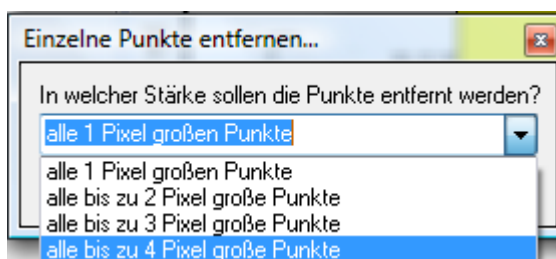 Einzelne Punkte entfernen...
In welcher Stärke sollen die Punkte entfernt werden?
alle 1 Pixel großen Punkte
alle 1 Pixel großen Punkte
alle bis zu 2 Pixel große Punkte
alle bis zu 3 Pixel große Punkte
alle bis zu 4 Pixel große Punkte